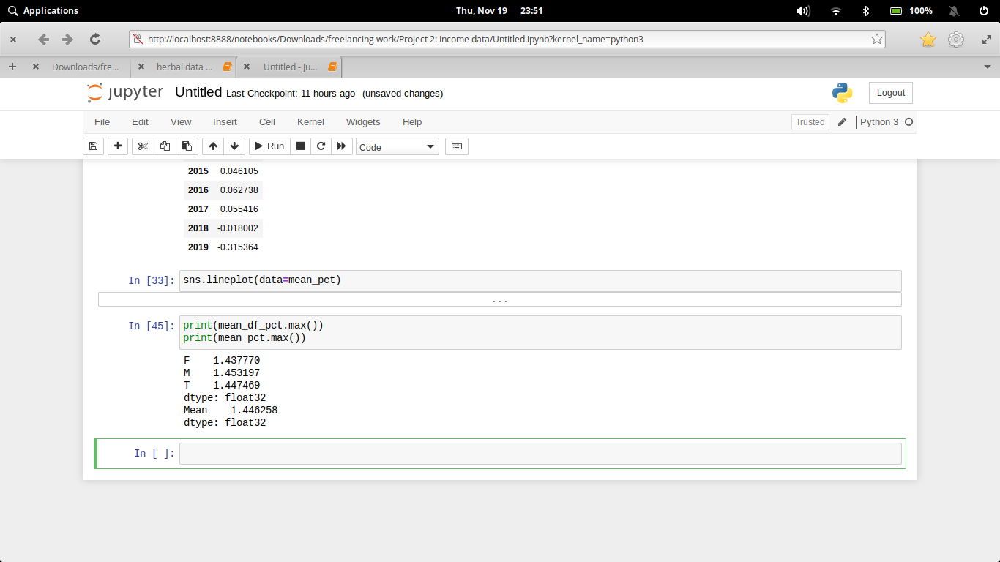 Applications Thu, Nov 19 23:51 100%
http://localhost:8888/notebooks/Downloads/freelancing work/Project 2: Income data/Untitled.ipynb?kernel_name=python3
Downloads/fre... herbal data ... Untitled - Ju...
jupyter Untitled Last Checkpoint: 11 hours ago (unsaved changes) Logout
File Edit View Insert Cell Kernel Widgets Help Trusted Python 3
Run Code
2015 0.046105
2016 0.062738
2017 0.055416
2018 -0.018002
2019 -0.315364
In [33]: sns.lineplot(data=mean_pct)
...
In [45]: print(mean_df_pct.max())
print(mean_pct.max())
F 1.437770
M 1.453197
T 1.447469
dtype: float32
Mean 1.446258
dtype: float32
In [ ]: